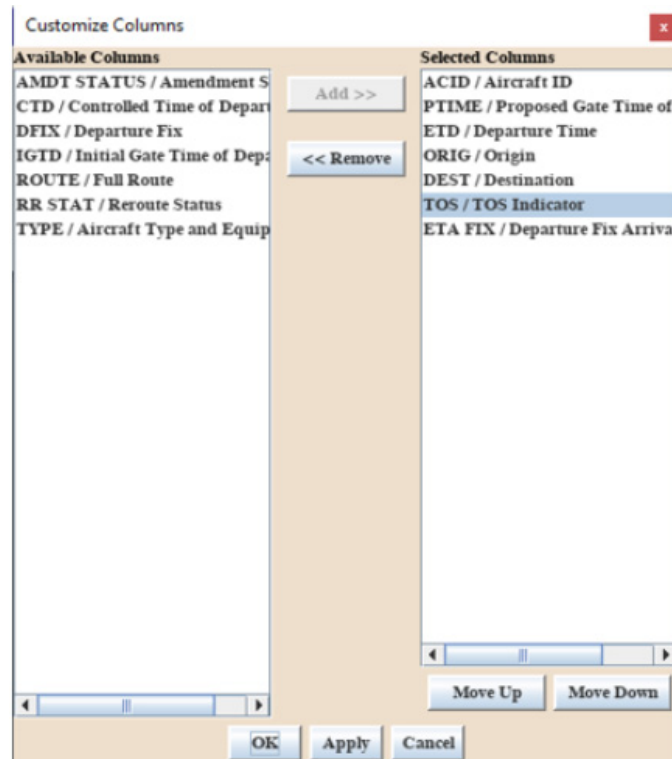 Customize Columns
x
Available Columns
AMDT STATUS / Amendment S
CTD / Controlled Time of Depart
DFIX / Departure Fix
IGTD / Initial Gate Time of Depa
ROUTE / Full Route
RR STAT / Reroute Status
TYPE / Aircraft Type and Equip
Add >>
<< Remove
Selected Columns
ACID / Aircraft ID
PTIME / Proposed Gate Time of
ETD / Departure Time
ORIG / Origin
DEST / Destination
TOS / TOS Indicator
ETA FIX / Departure Fix Arriva
Move Up
Move Down
OK
Apply
Cancel